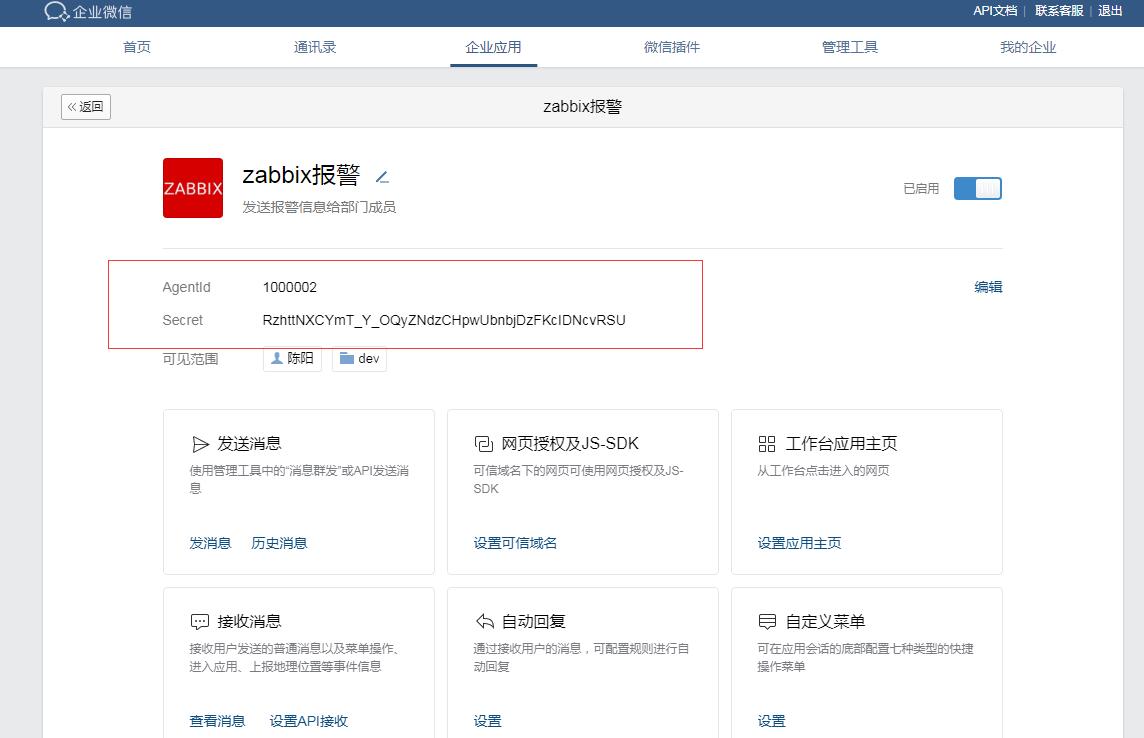 企业微信
API文档 | 联系客服 | 退出
首页 通讯录 企业应用 微信插件 管理工具 我的企业
«返回 zabbix报警
ZABBIX
zabbix报警
发送报警信息给部门成员
已启用
AgentId 1000002 编辑
Secret RzhttNXCYmT_Y_OQyZNdzCHpwUbnbjDzFKcIDNcvRSU
可见范围 陈阳 dev
发送消息
使用管理工具中的“消息群发”或API发送消
息
发消息 历史消息
网页授权及JS-SDK
可信域名下的网页可使用网页授权及JS-
SDK
设置可信域名
工作台应用主页
从工作台点击进入的网页
设置应用主页
接收消息
接收用户发送的普通消息以及菜单操作、
进入应用、上报地理位置等事件信息
查看消息 设置API接收
自动回复
通过接收用户的消息，可配置规则进行自
动回复
设置
自定义菜单
可在应用会话的底部配置七种类型的快捷
操作菜单
设置